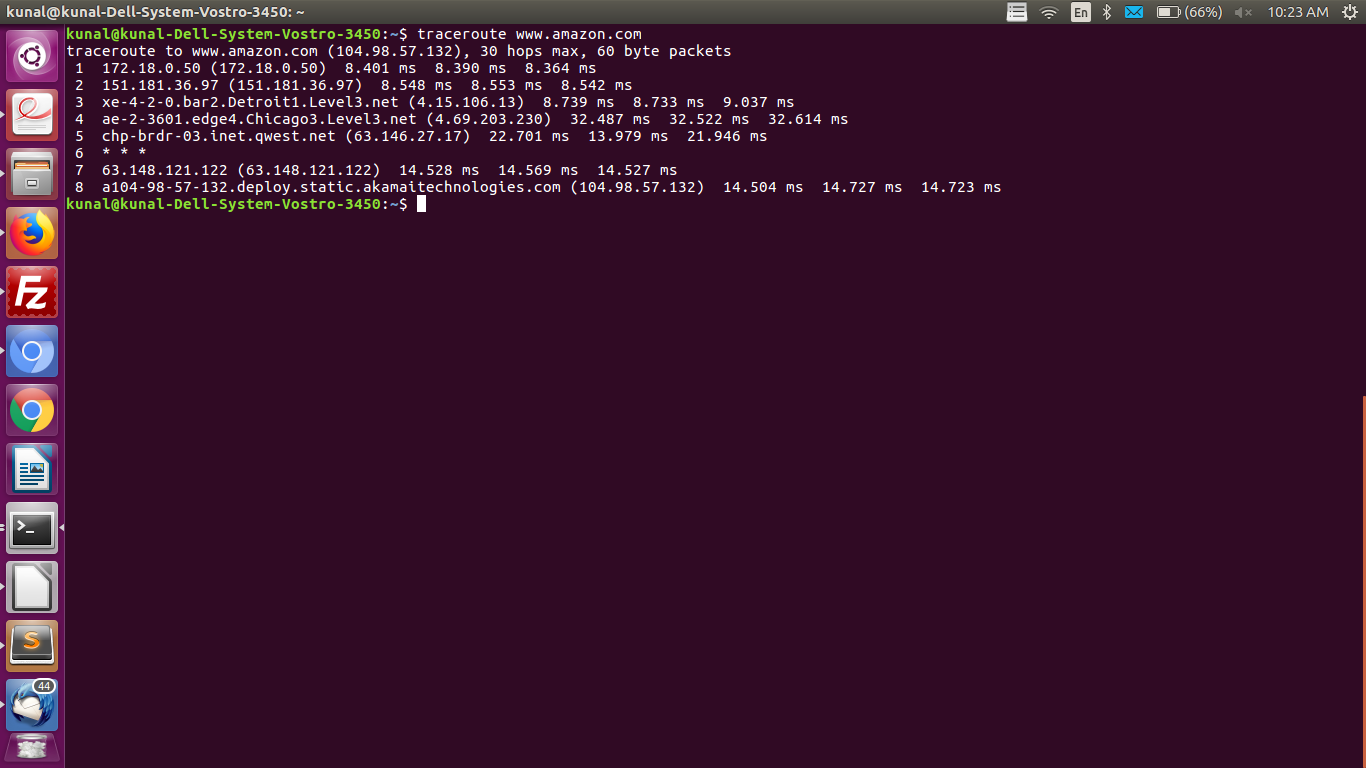 kunal@kunal-Dell-System-Vostro-3450: ~
En
(66%)
10:23 AM
kunal@kunal-Dell-System-Vostro-3450:~$ traceroute www.amazon.com
traceroute to www.amazon.com (104.98.57.132), 30 hops max, 60 byte packets
 1  172.18.0.50 (172.18.0.50)  8.401 ms  8.390 ms  8.364 ms
 2  151.181.36.97 (151.181.36.97)  8.548 ms  8.553 ms  8.542 ms
 3  xe-4-2-0.bar2.Detroit1.Level3.net (4.15.106.13)  8.739 ms  8.733 ms  9.037 ms
 4  ae-2-3601.edge4.Chicago3.Level3.net (4.69.203.230)  32.487 ms  32.522 ms  32.614 ms
 5  chp-brdr-03.inet.qwest.net (63.146.27.17)  22.701 ms  13.979 ms  21.946 ms
 6  * * *
 7  63.148.121.122 (63.148.121.122)  14.528 ms  14.569 ms  14.527 ms
 8  a104-98-57-132.deploy.static.akamaitechnologies.com (104.98.57.132)  14.504 ms  14.727 ms  14.723 ms
kunal@kunal-Dell-System-Vostro-3450:~$
Fz
>_
S
44